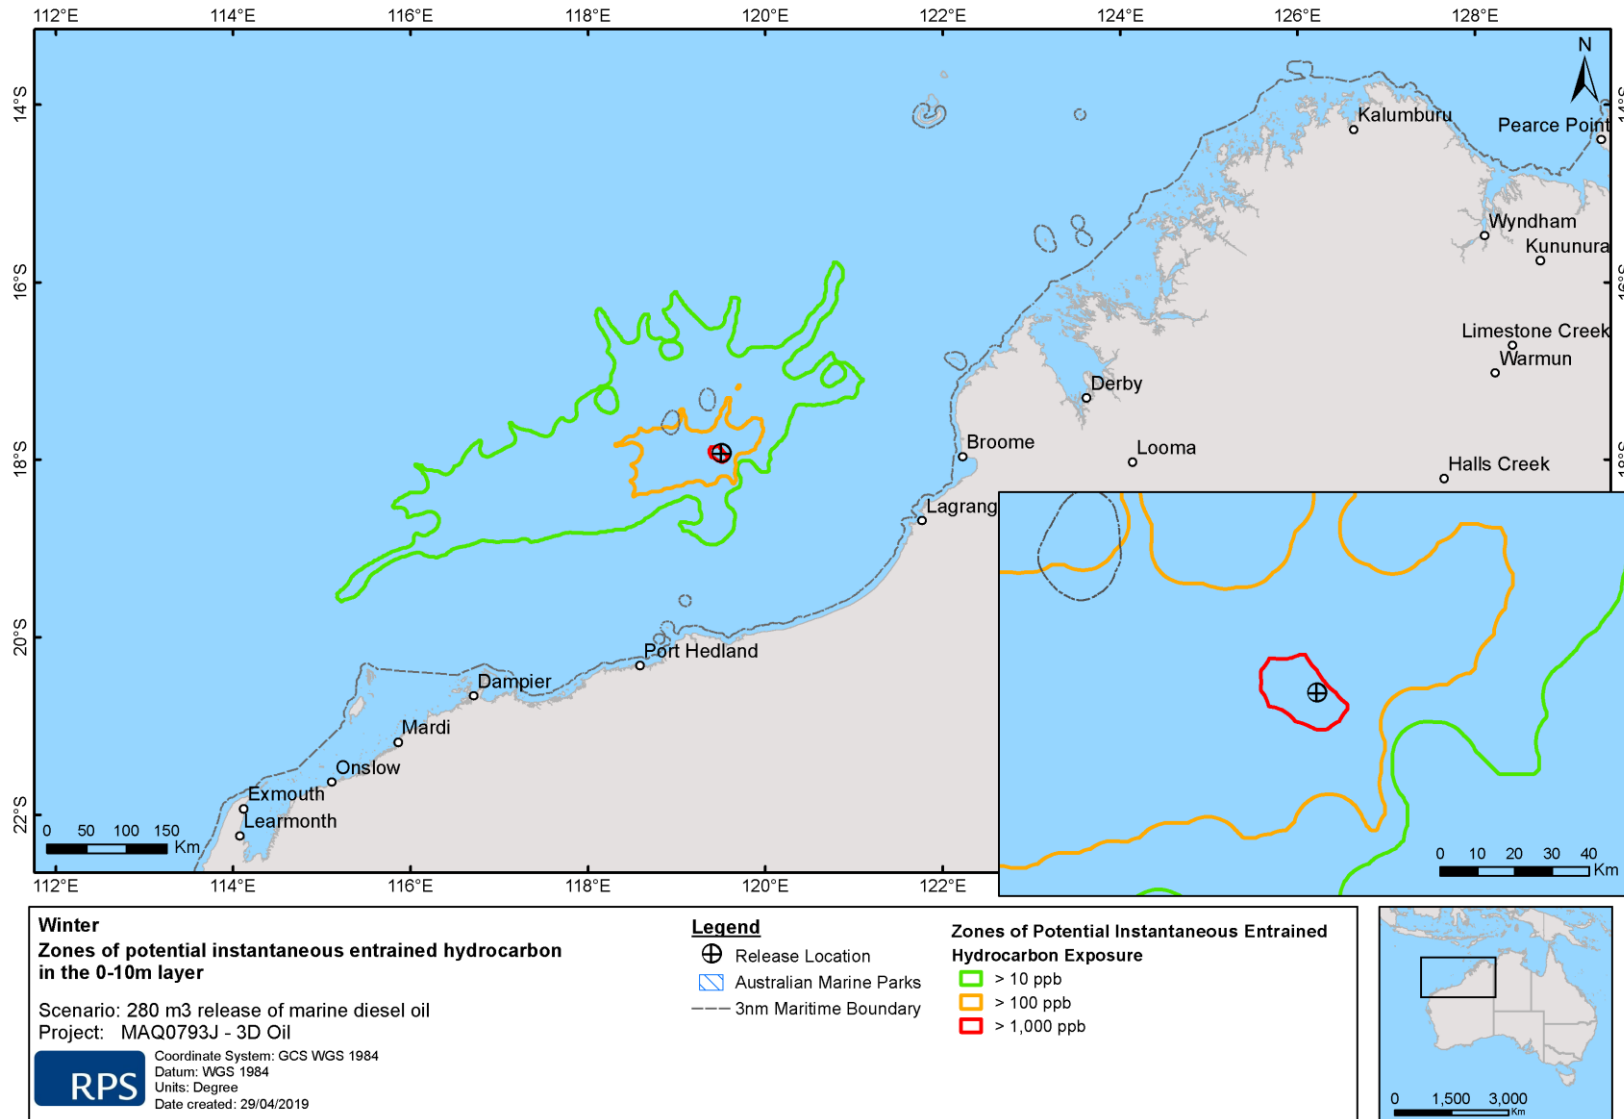 112°E
114°E
116°E
118°E
120°E
122°E
124°E
126°E
128°E
N
14°S
14°S
Kalumburu
Pearce Point
Wyndham
Kununura
16°S
16°S
Limestone Creek
Warmun
Derby
Broome
Looma
18°S
18°S
Halls Creek
Lagrang
20°S
Port Hedland
Dampier
Mardi
Onslow
Exmouth
22°S
Learmonth
0 50 100 150
Km
0 10 20 30 40
Km
112°E
114°E
116°E
118°E
120°E
122°E
Winter
Zones of potential instantaneous entrained hydrocarbon
in the 0-10m layer
Scenario: 280 m3 release of marine diesel oil
Project: MAQ0793J - 3D Oil
RPS
Coordinate System: GCS WGS 1984
Datum: WGS 1984
Units: Degree
Date created: 29/04/2019
Legend
Release Location
Australian Marine Parks
3nm Maritime Boundary
Zones of Potential Instantaneous Entrained
Hydrocarbon Exposure
> 10 ppb
> 100 ppb
> 1,000 ppb
0 1,500 3,000
Km